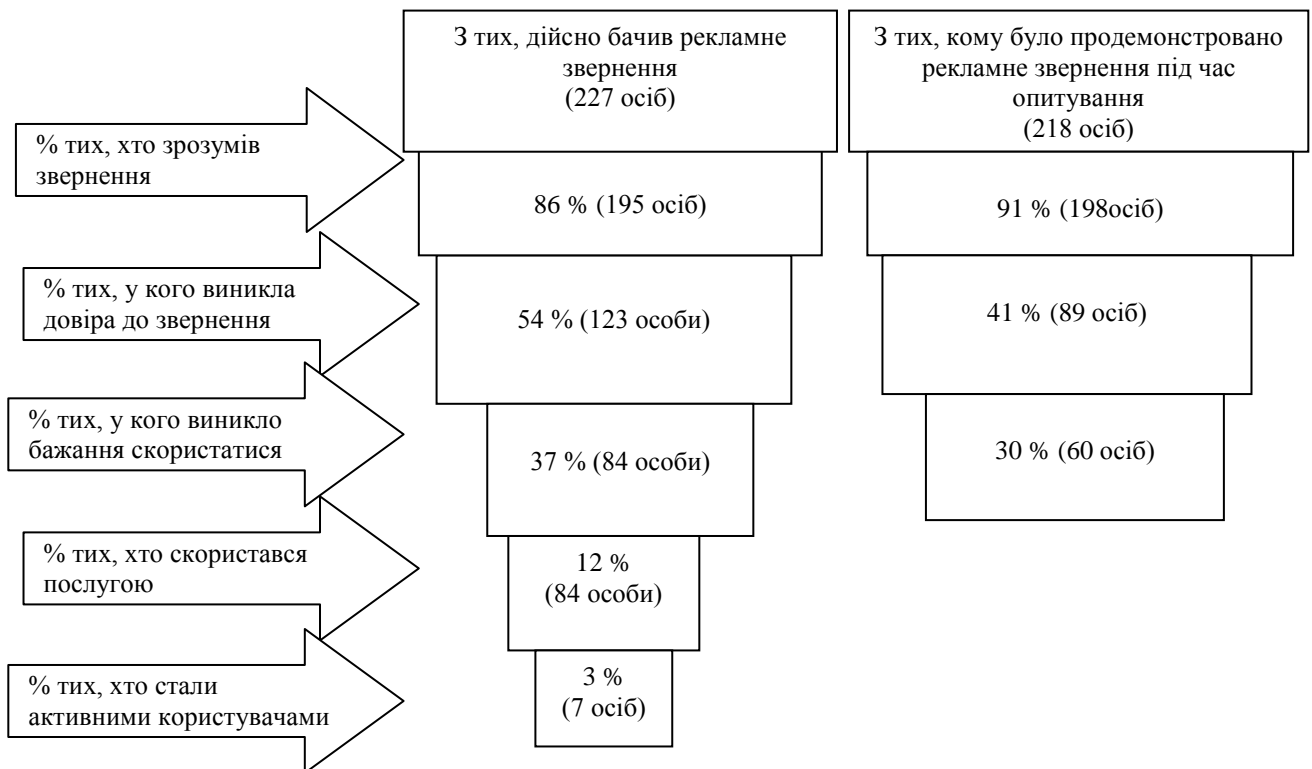 З тих, дійсно бачив рекламне
звернення
(227 осіб)
З тих, кому було продемонстровано
рекламне звернення під час
опитування
(218 осіб)
% тих, хто зрозумів
звернення
86 % (195 осіб)
91 % (198осіб)
% тих, у кого виникла
довіра до звернення
54 % (123 особи)
41 % (89 осіб)
% тих, у кого виникло
бажання скористатися
37 % (84 особи)
30 % (60 осіб)
% тих, хто скористався
послугою
12 %
(84 особи)
% тих, хто стали
активними користувачами
3 %
(7 осіб)